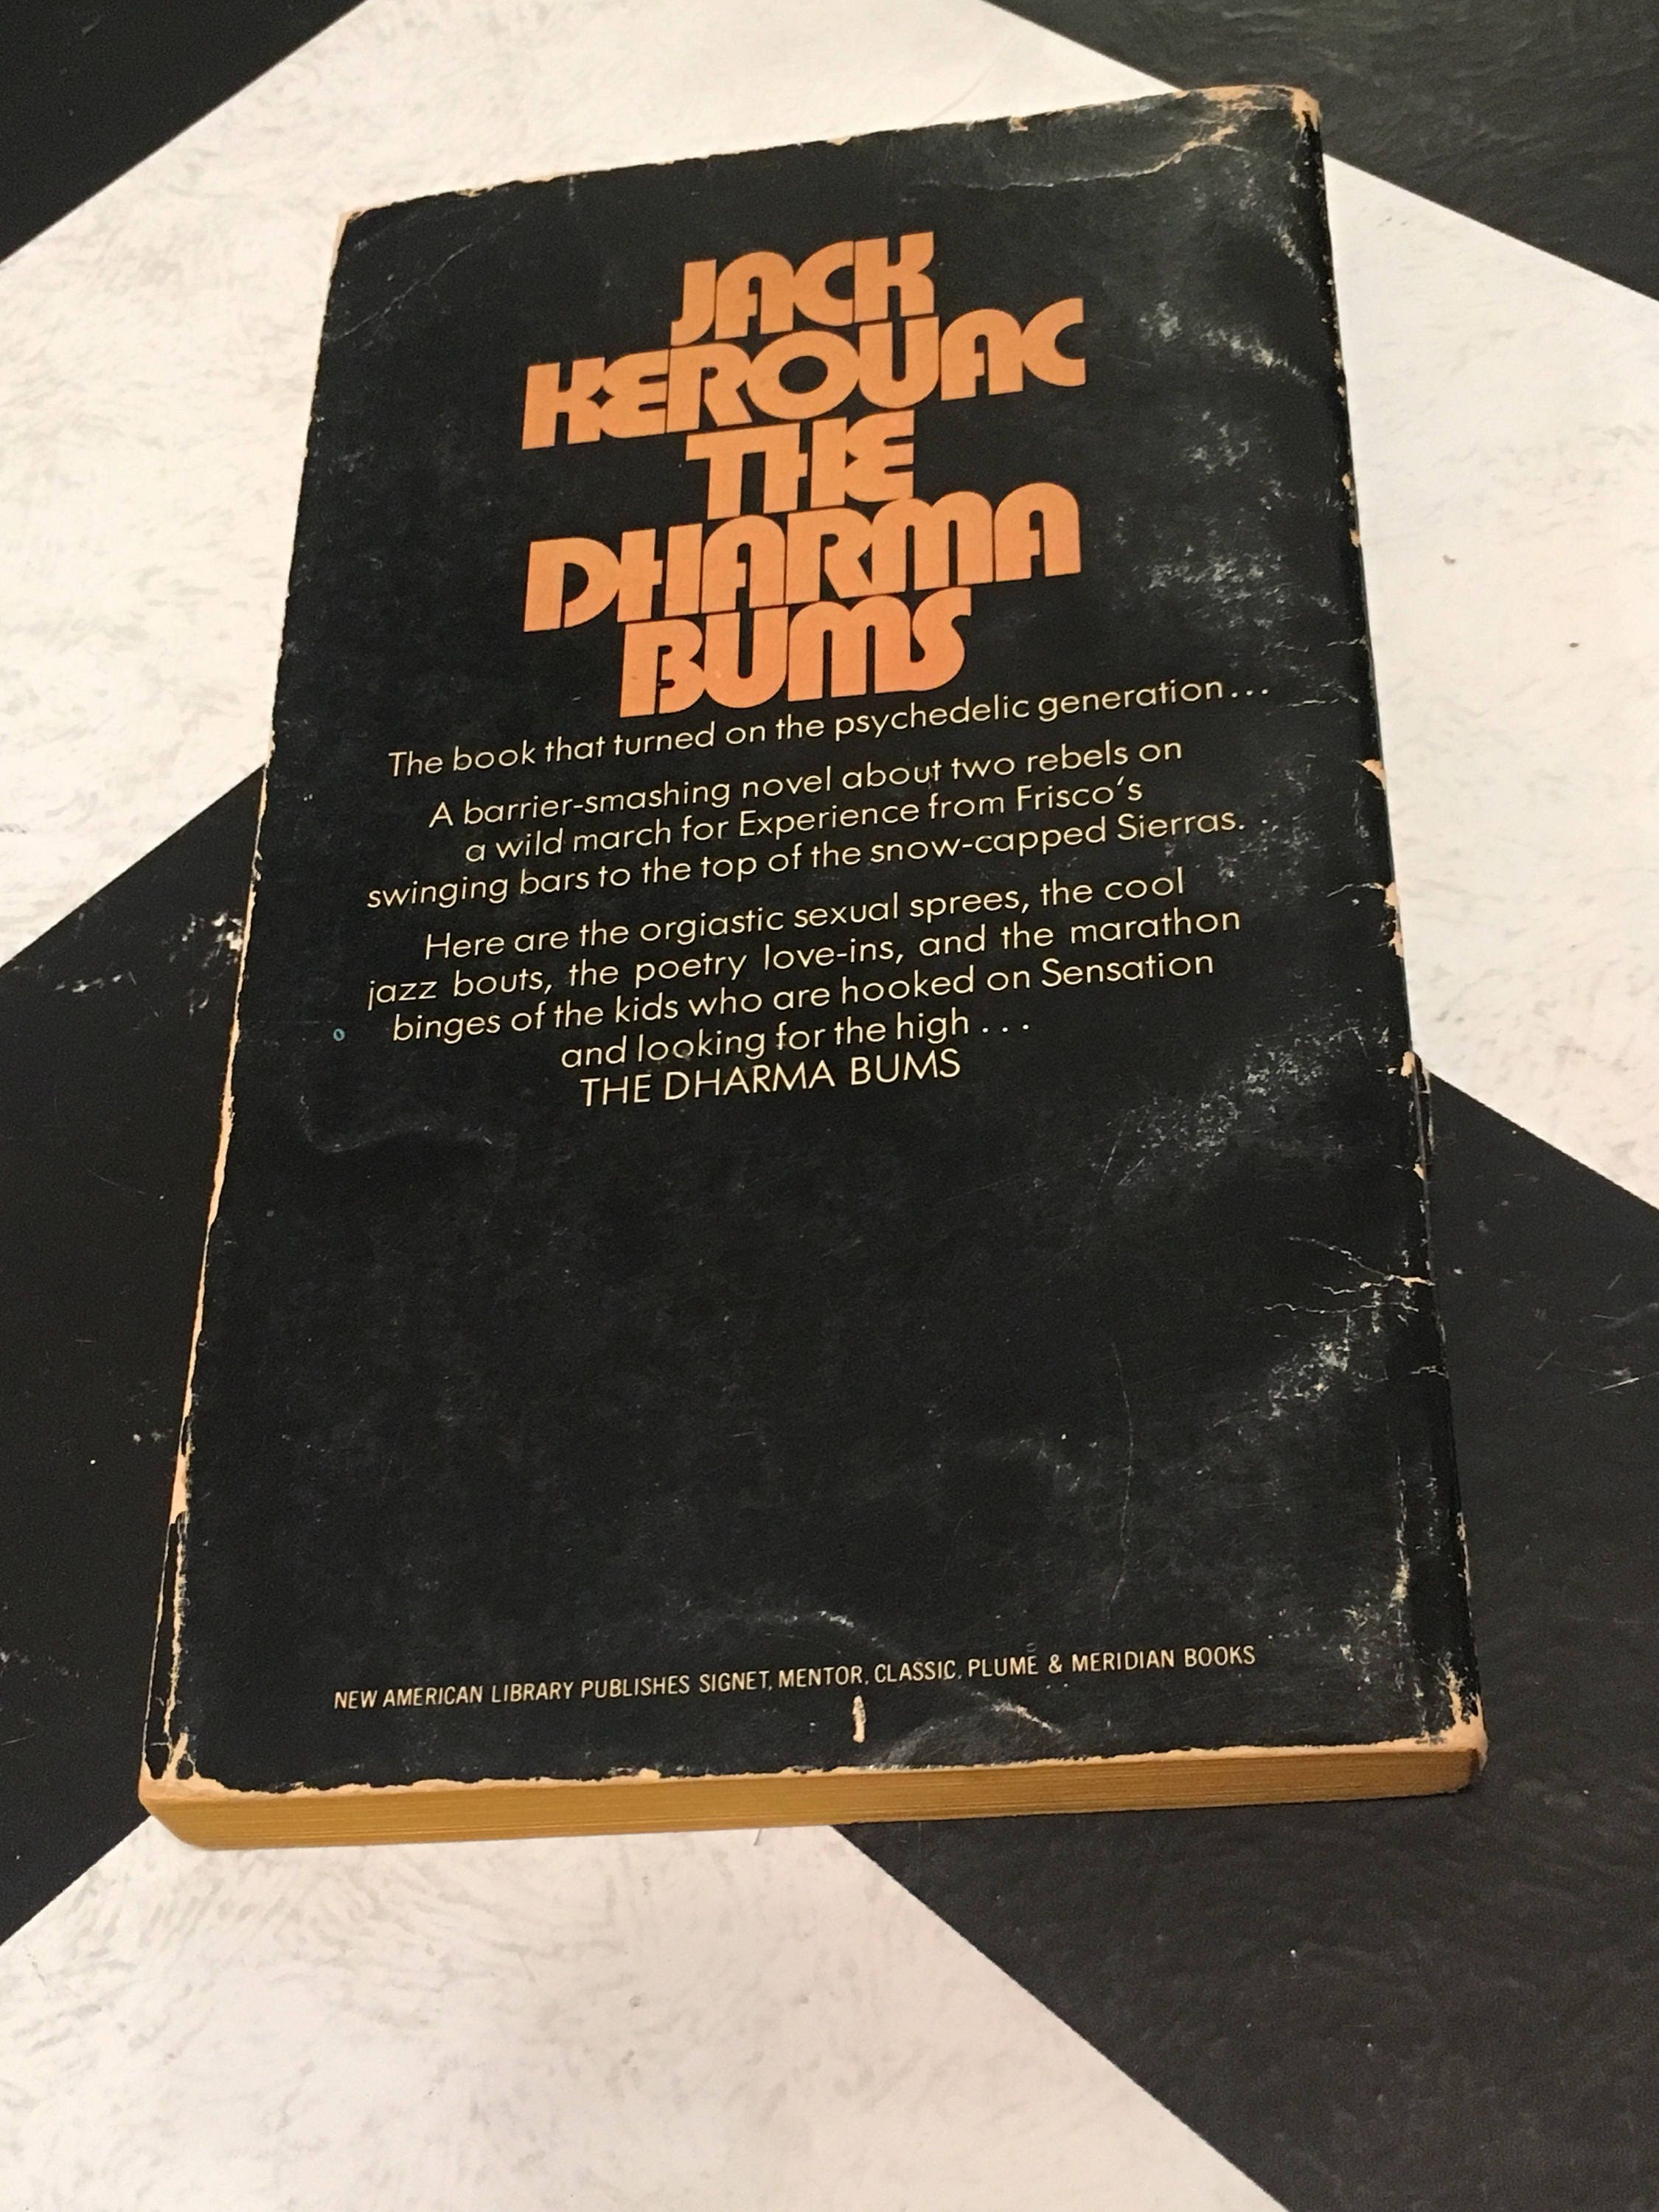 JACK
KEROUAC
THE
DHARMA
BUMS
The book that turned on the psychedelic generation...
A barrier-smashing novel about two rebels on
a wild march for Experience from Frisco's
swinging bars to the top of the snow-capped Sierras. .
Here are the orgiastic sexual sprees, the cool
jazz bouts, the poetry love-ins, and the marathon
binges of the kids who are hooked on Sensation
and looking for the high . . .
THE DHARMA BUMS
NEW AMERICAN LIBRARY PUBLISHES SIGNET, MENTOR, CLASSIC, PLUME & MERIDIAN BOOKS